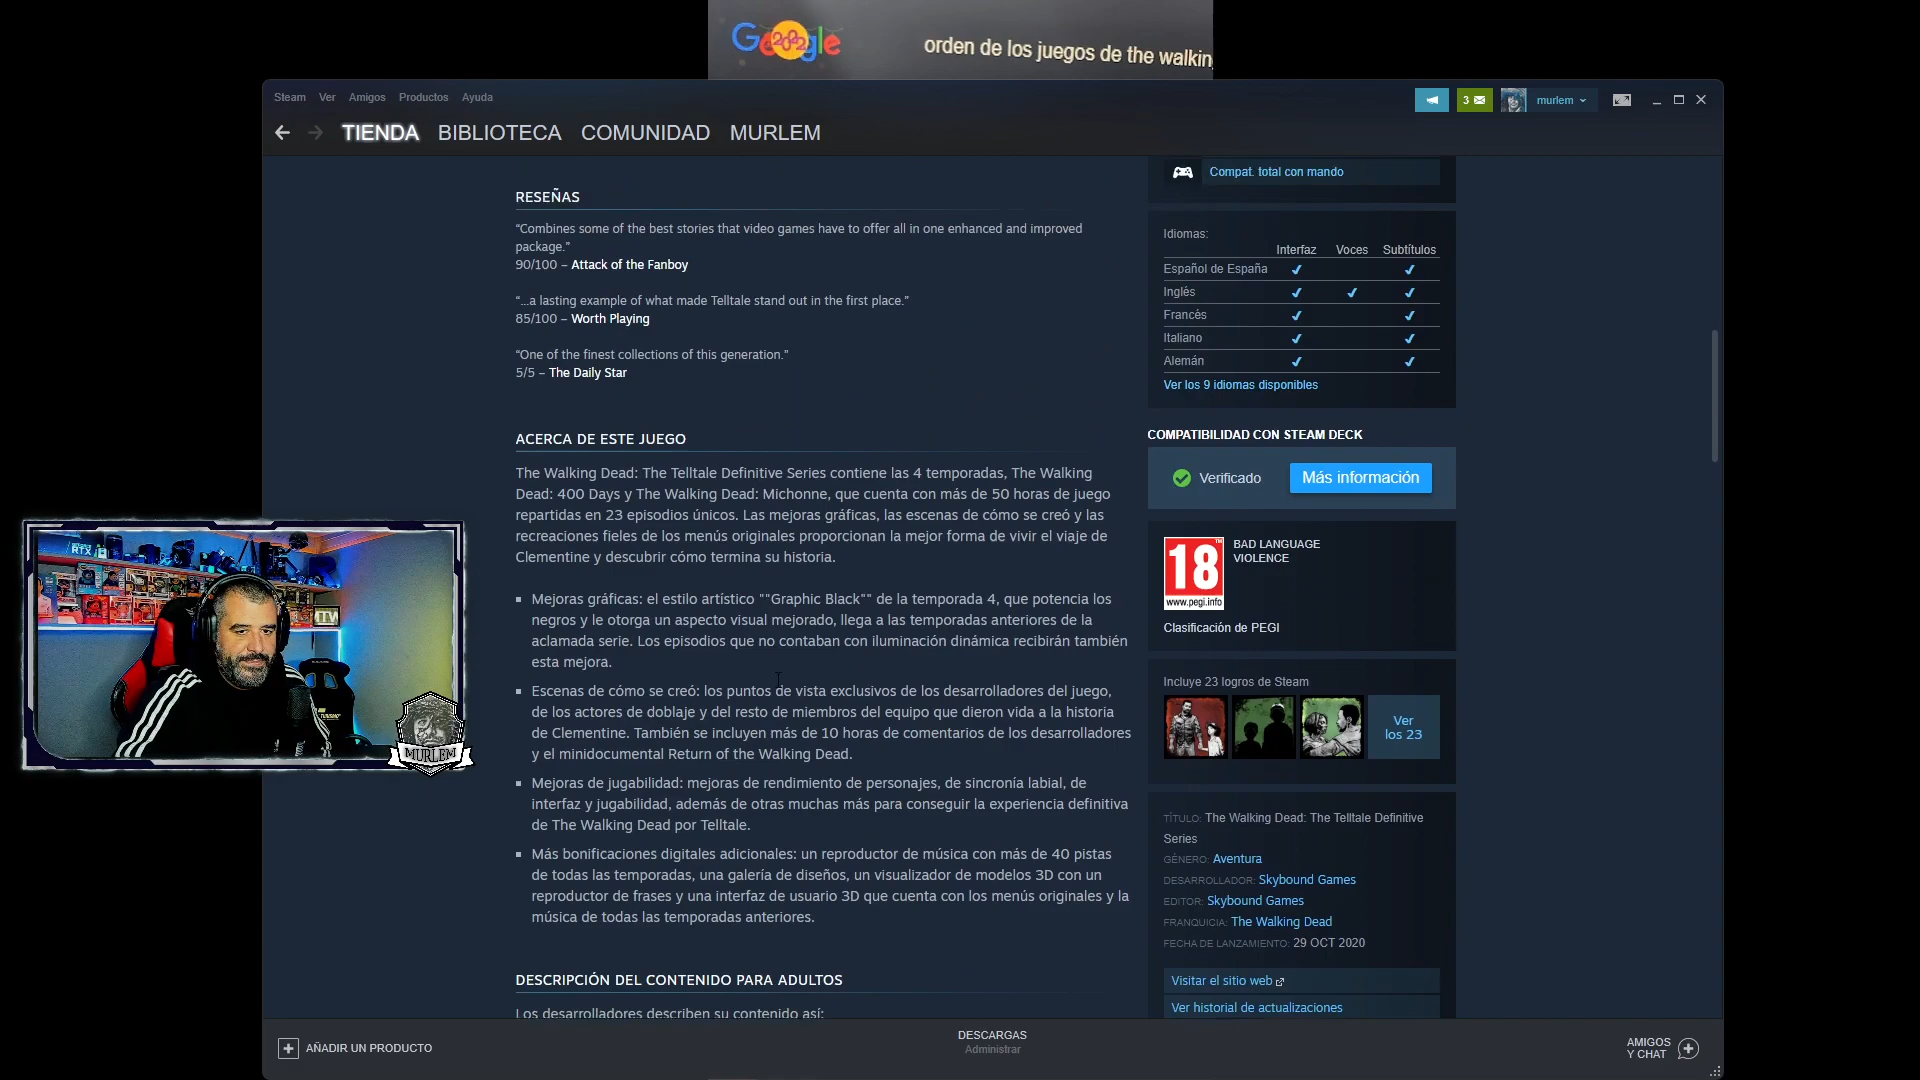 Google
2022
orden de los juegos de the walkin
Steam Ver Amigos Productos Ayuda
3
murlem
TIENDA BIBLIOTECA COMUNIDAD MURLEM
RESEÑAS
“Combines some of the best stories that video games have to offer all in one enhanced and improved
package.”
90/100 – Attack of the Fanboy
“...a lasting example of what made Telltale stand out in the first place.”
85/100 – Worth Playing
“One of the finest collections of this generation.”
5/5 – The Daily Star
ACERCA DE ESTE JUEGO
The Walking Dead: The Telltale Definitive Series contiene las 4 temporadas, The Walking
Dead: 400 Days y The Walking Dead: Michonne, que cuenta con más de 50 horas de juego
repartidas en 23 episodios únicos. Las mejoras gráficas, las escenas de cómo se creó y las
recreaciones fieles de los menús originales proporcionan la mejor forma de vivir el viaje de
Clementine y descubrir cómo termina su historia.
Mejoras gráficas: el estilo artístico ""Graphic Black"" de la temporada 4, que potencia los
negros y le otorga un aspecto visual mejorado, llega a las temporadas anteriores de la
aclamada serie. Los episodios que no contaban con iluminación dinámica recibirán también
esta mejora.
Escenas de cómo se creó: los puntos de vista exclusivos de los desarrolladores del juego,
de los actores de doblaje y del resto de miembros del equipo que dieron vida a la historia
de Clementine. También se incluyen más de 10 horas de comentarios de los desarrolladores
y el minidocumental Return of the Walking Dead.
Mejoras de jugabilidad: mejoras de rendimiento de personajes, de sincronía labial, de
interfaz y jugabilidad, además de otras muchas más para conseguir la experiencia definitiva
de The Walking Dead por Telltale.
Más bonificaciones digitales adicionales: un reproductor de música con más de 40 pistas
de todas las temporadas, una galería de diseños, un visualizador de modelos 3D con un
reproductor de frases y una interfaz de usuario 3D que cuenta con los menús originales y la
música de todas las temporadas anteriores.
DESCRIPCIÓN DEL CONTENIDO PARA ADULTOS
Los desarrolladores describen su contenido así:
Compat. total con mando
Idiomas:
Interfaz Voces Subtítulos
Español de España ✔ ✔
Inglés ✔ ✔ ✔
Francés ✔ ✔
Italiano ✔ ✔
Alemán ✔ ✔
Ver los 9 idiomas disponibles
COMPATIBILIDAD CON STEAM DECK
Verificado Más información
18
www.pegi.info
BAD LANGUAGE
VIOLENCE
Clasificación de PEGI
Incluye 23 logros de Steam
Ver
los 23
TÍTULO: The Walking Dead: The Telltale Definitive
Series
GÉNERO: Aventura
DESARROLLADOR: Skybound Games
EDITOR: Skybound Games
FRANQUICIA: The Walking Dead
FECHA DE LANZAMIENTO: 29 OCT 2020
Visitar el sitio web
Ver historial de actualizaciones
RTX
MURLEM
AÑADIR UN PRODUCTO
DESCARGAS
Administrar
AMIGOS
Y CHAT